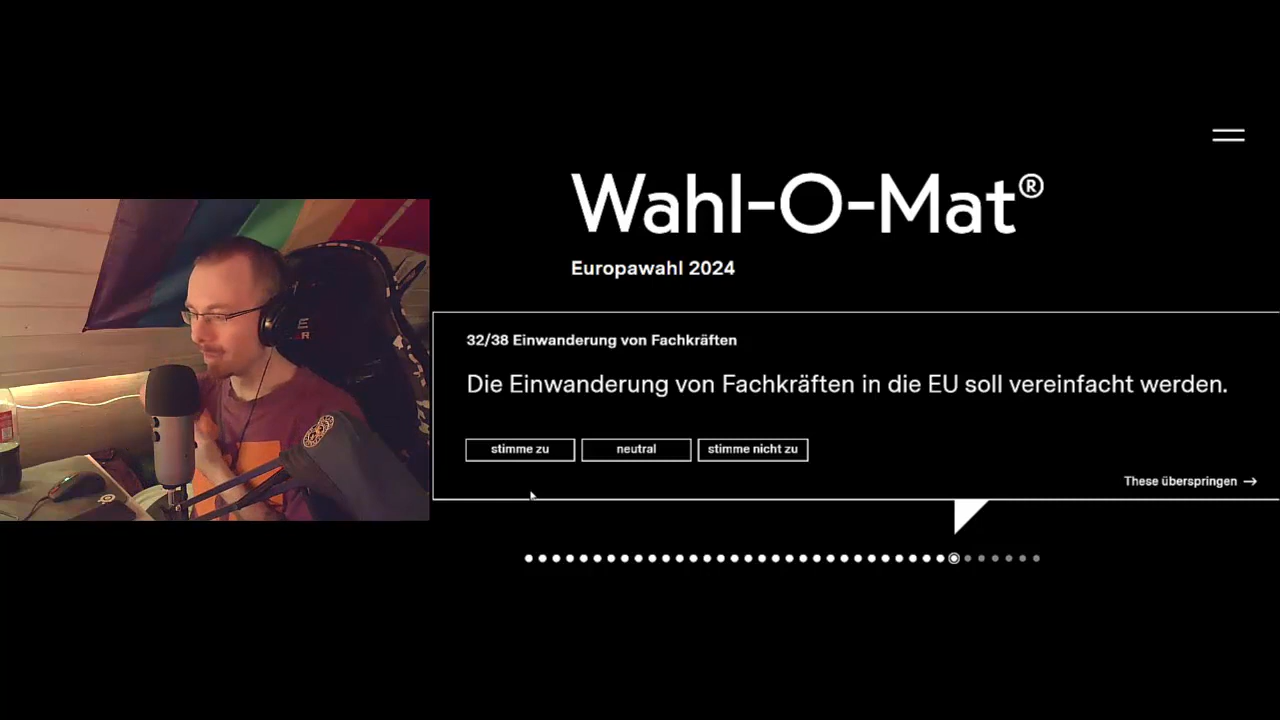 Wahl-O-Mat®
Europawahl 2024
32/38 Einwanderung von Fachkräften
Die Einwanderung von Fachkräften in die EU soll vereinfacht werden.
stimme zu
neutral
stimme nicht zu
These überspringen →